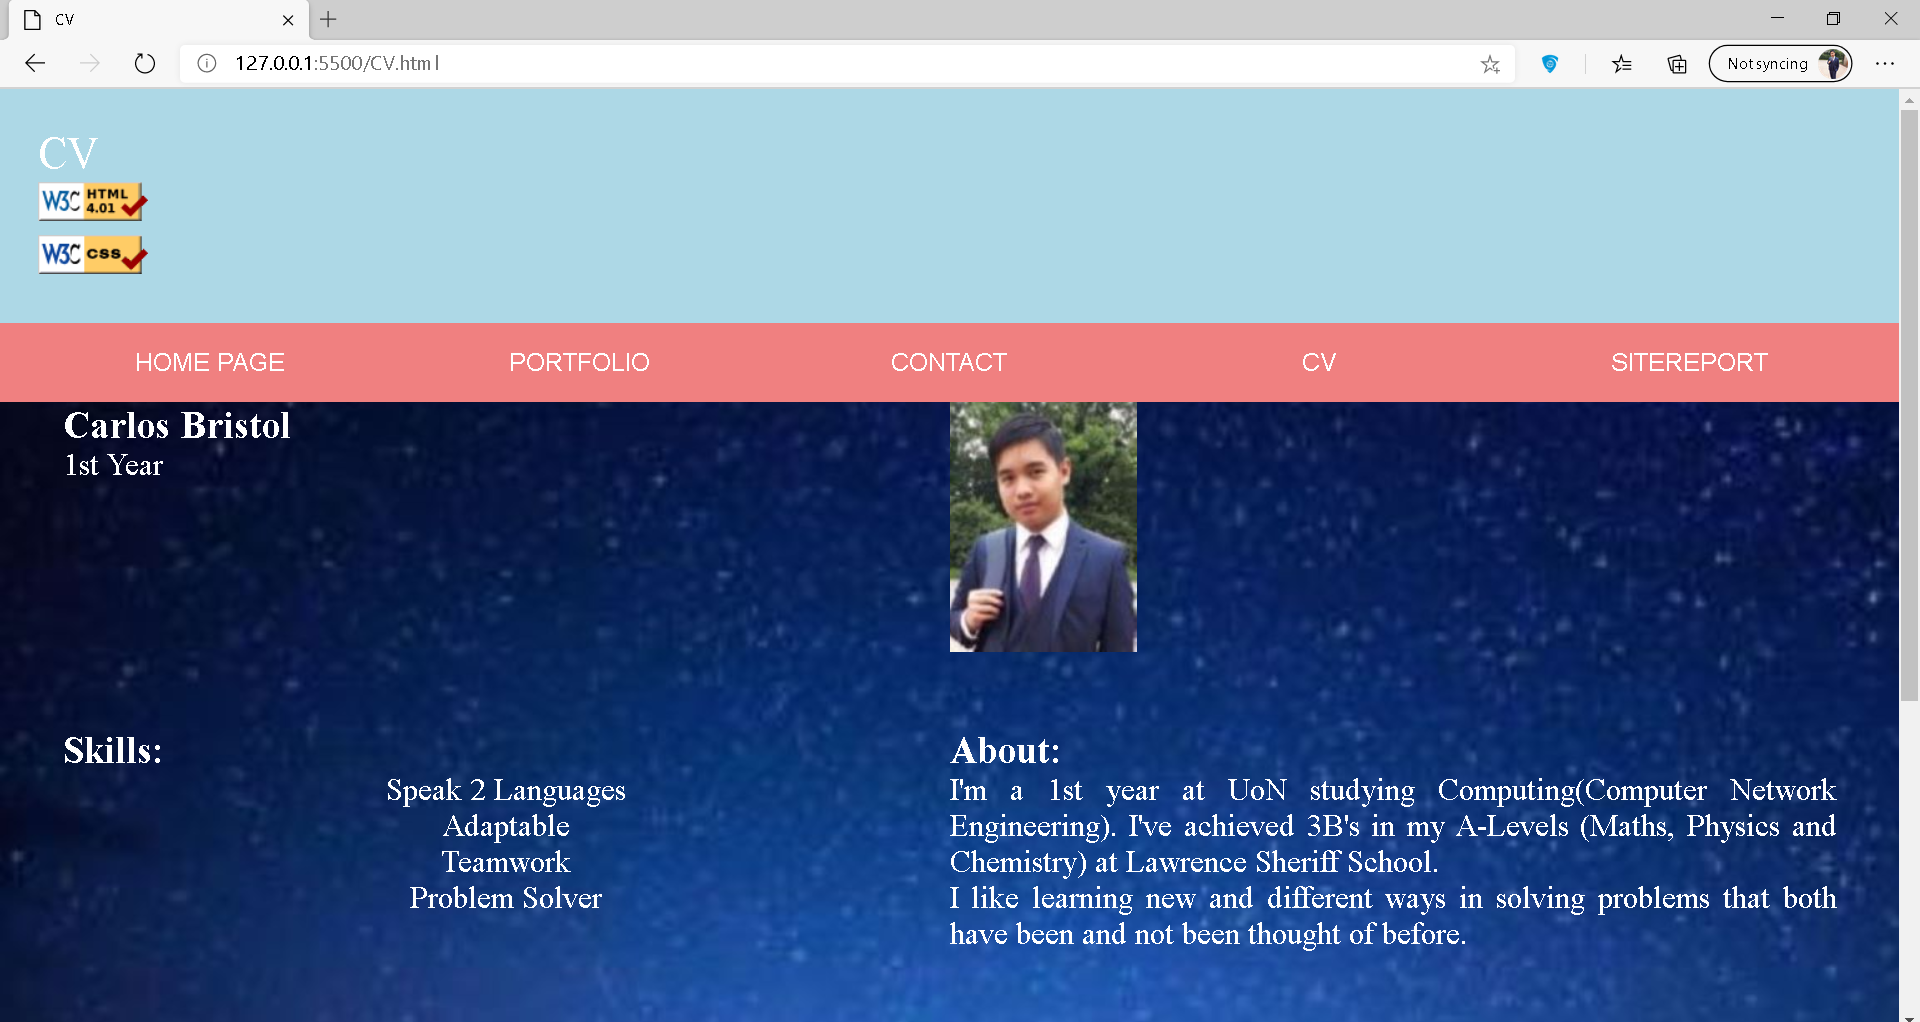 CV
127.0.0.1:5500/CV.html
Not syncing
CV
W3C HTML 4.01
W3C css
HOME PAGE PORTFOLIO CONTACT CV SITEREPORT
Carlos Bristol
1st Year
Skills:
Speak 2 Languages
Adaptable
Teamwork
Problem Solver
About:
I'm a 1st year at UoN studying Computing(Computer Network
Engineering). I've achieved 3B's in my A-Levels (Maths, Physics and
Chemistry) at Lawrence Sheriff School.
I like learning new and different ways in solving problems that both
have been and not been thought of before.